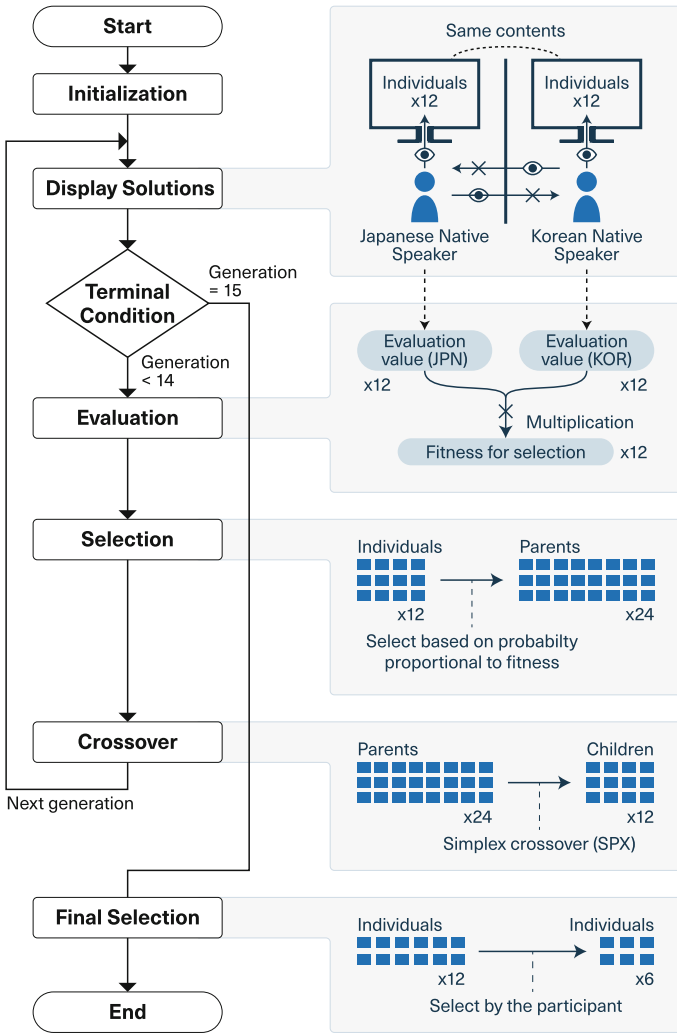 Start
Initialization
Display Solutions
Terminal
Condition
Generation
= 15
Generation
< 14
Evaluation
Selection
Crossover
Next generation
Final Selection
End
Same contents
Individuals
x12
Individuals
x12
Japanese Native
Speaker
Korean Native
Speaker
Evaluation
value (JPN)
x12
Evaluation
value (KOR)
x12
Multiplication
Fitness for selection
x12
Individuals
x12
Parents
x24
Select based on probabilty
proportional to fitness
Parents
x24
Children
x12
Simplex crossover (SPX)
Individuals
x12
Individuals
x6
Select by the participant